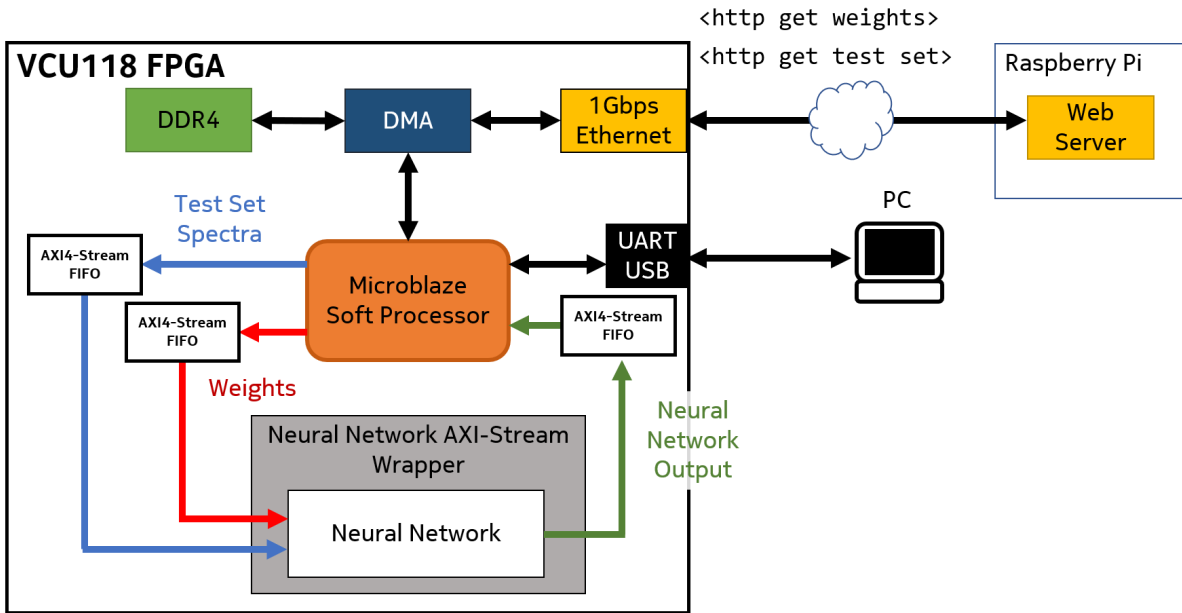 <http get weights>
<http get test set>
VCU118 FPGA
Raspberry Pi
DDR4
DMA
1Gbps
Ethernet
Web
Server
Test Set
Spectra
PC
AXI4-Stream
FIFO
Microblaze
Soft Processor
UART
USB
AXI4-Stream
FIFO
AXI4-Stream
FIFO
Weights
Neural
Network
Output
Neural Network AXI-Stream
Wrapper
Neural Network